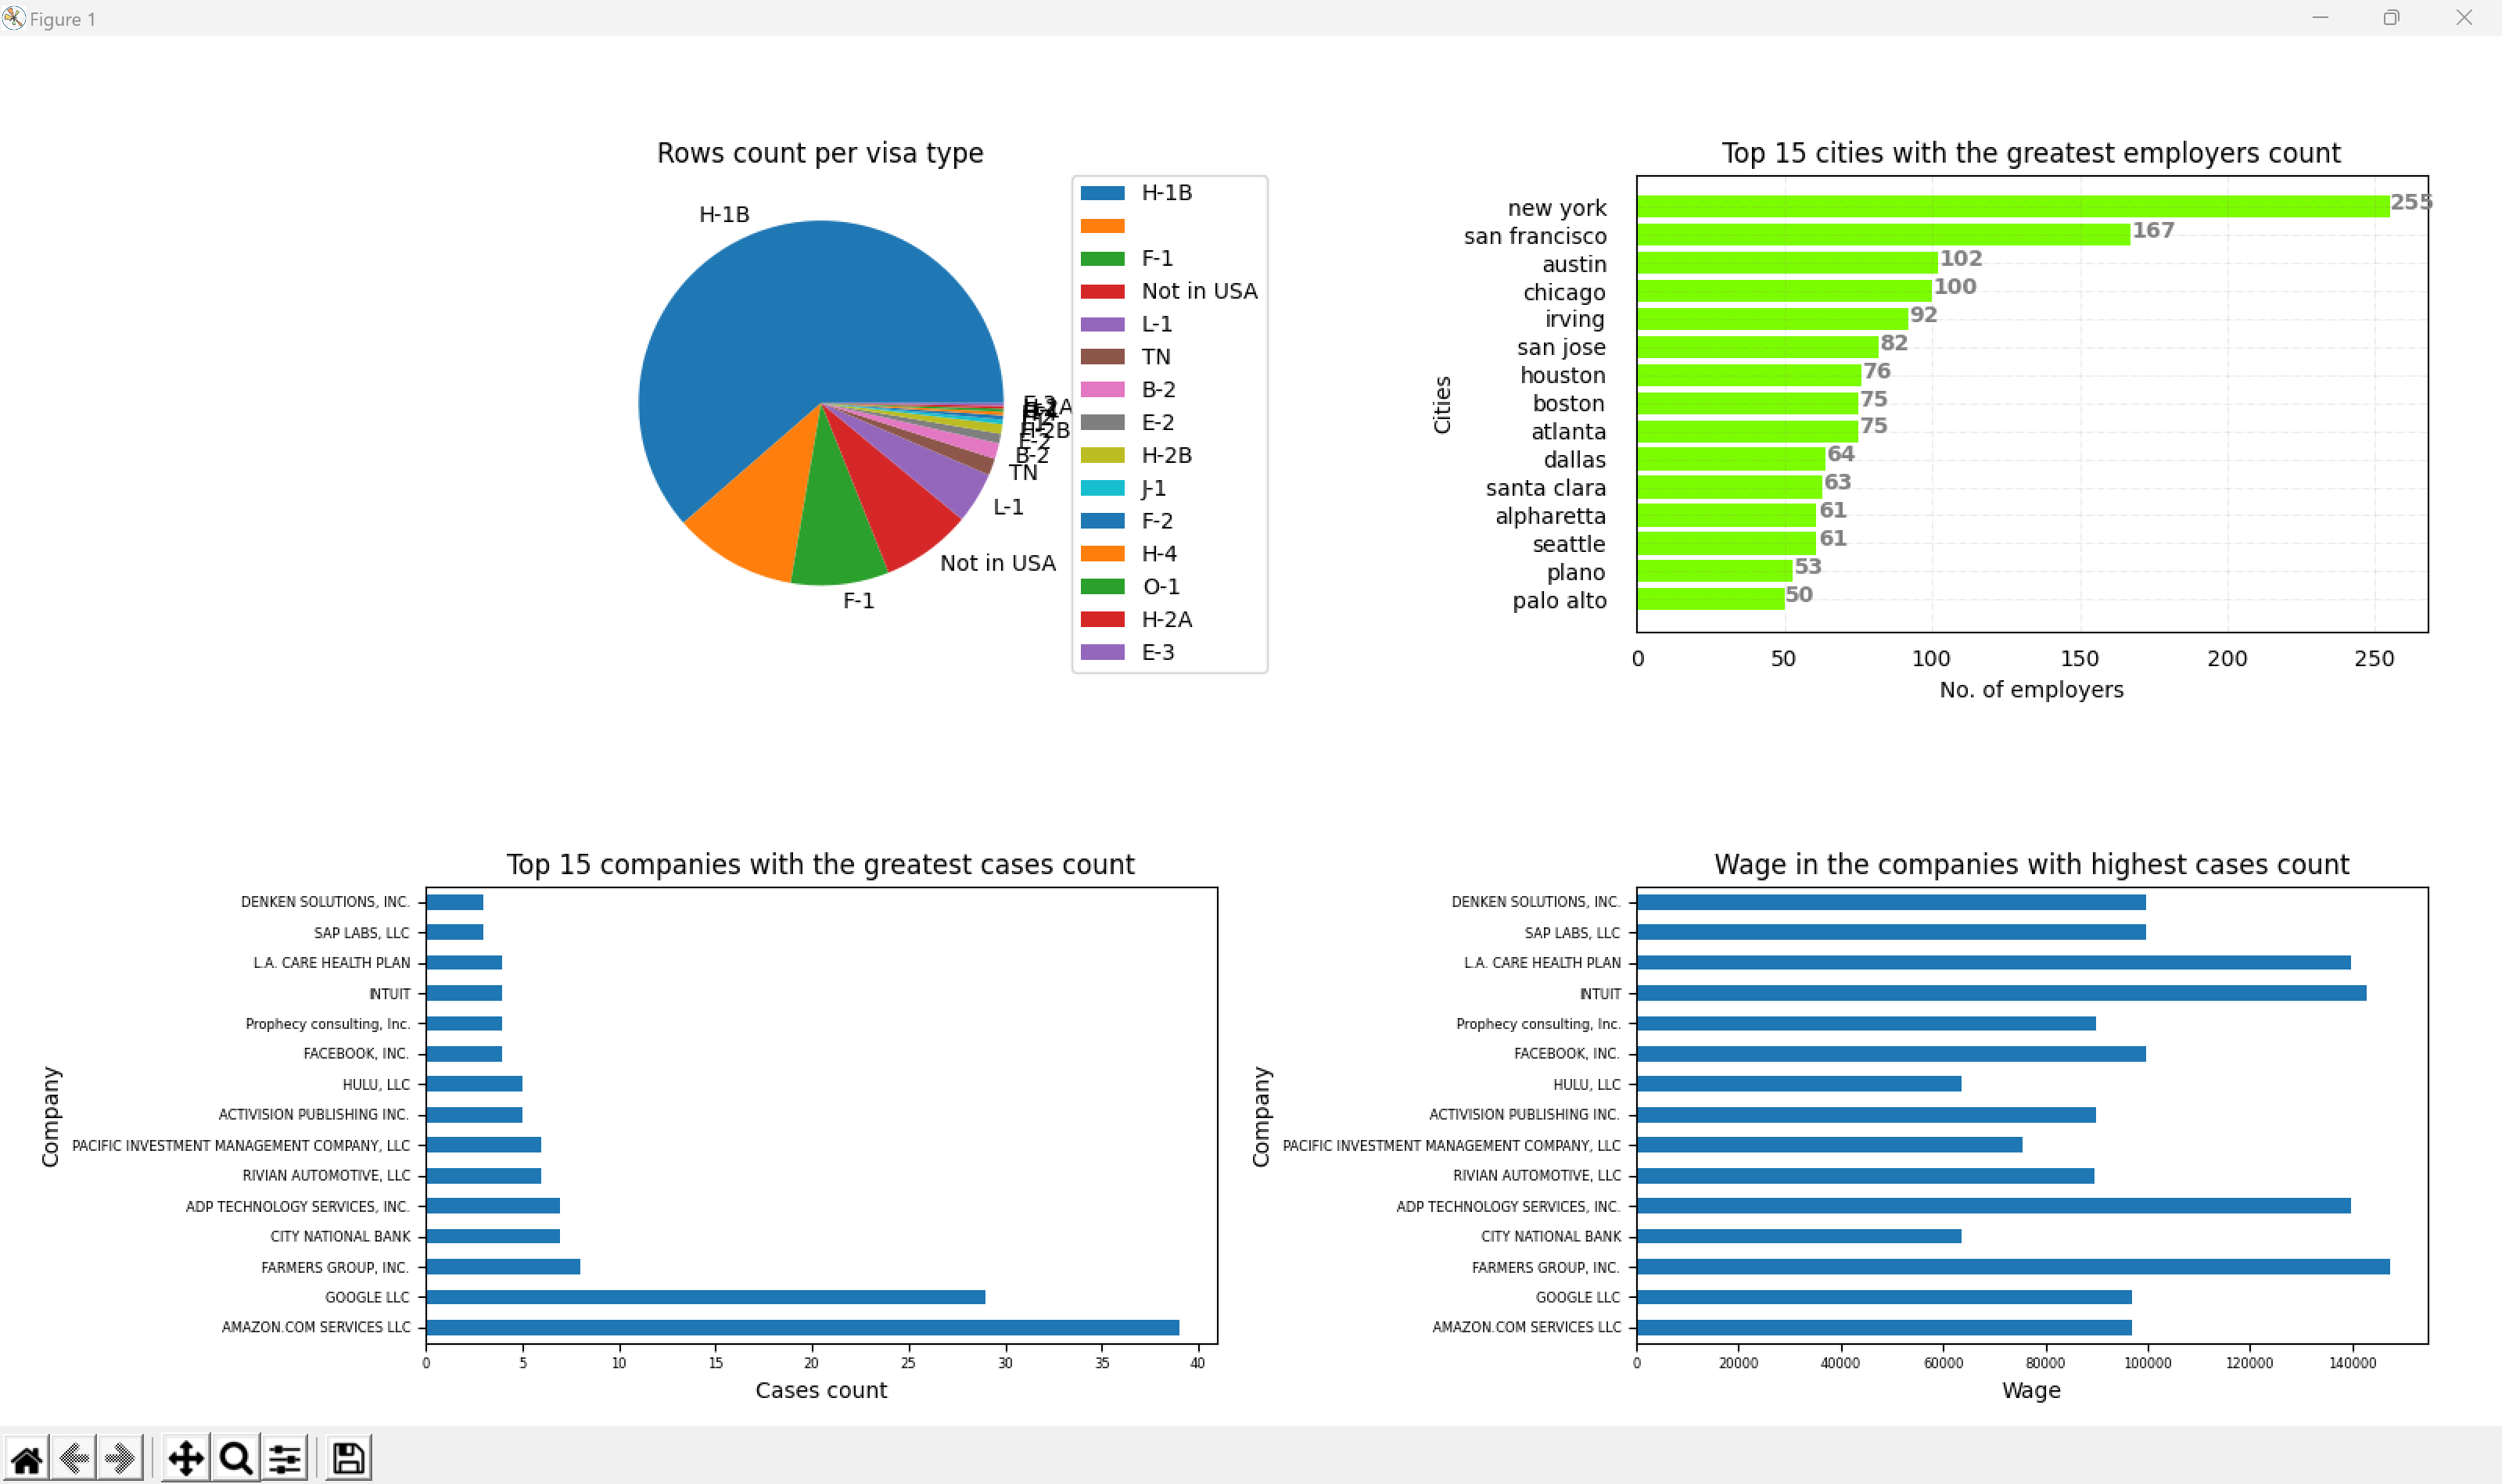 Figure 1
Rows count per visa type
H-1B
TN
L-1
Not in USA
F-1
B-2
H-1B
F-1
Not in USA
L-1
TN
B-2
E-2
H-2B
J-1
F-2
H-4
O-1
H-2A
E-3
Top 15 cities with the greatest employers count
Cities
new york 255
san francisco 167
austin 102
chicago 100
irving 92
san jose 82
houston 76
boston 75
atlanta 75
dallas 64
santa clara 63
alpharetta 61
seattle 61
plano 53
palo alto 50
0 50 100 150 200 250
No. of employers
Top 15 companies with the greatest cases count
Company
DENKEN SOLUTIONS, INC.
SAP LABS, LLC
L.A. CARE HEALTH PLAN
INTUIT
Prophecy consulting, Inc.
FACEBOOK, INC.
HULU, LLC
ACTIVISION PUBLISHING INC.
PACIFIC INVESTMENT MANAGEMENT COMPANY, LLC
RIVIAN AUTOMOTIVE, LLC
ADP TECHNOLOGY SERVICES, INC.
CITY NATIONAL BANK
FARMERS GROUP, INC.
GOOGLE LLC
AMAZON.COM SERVICES LLC
0 5 10 15 20 25 30 35 40
Cases count
Wage in the companies with highest cases count
Company
DENKEN SOLUTIONS, INC.
SAP LABS, LLC
L.A. CARE HEALTH PLAN
INTUIT
Prophecy consulting, Inc.
FACEBOOK, INC.
HULU, LLC
ACTIVISION PUBLISHING INC.
PACIFIC INVESTMENT MANAGEMENT COMPANY, LLC
RIVIAN AUTOMOTIVE, LLC
ADP TECHNOLOGY SERVICES, INC.
CITY NATIONAL BANK
FARMERS GROUP, INC.
GOOGLE LLC
AMAZON.COM SERVICES LLC
0 20000 40000 60000 80000 100000 120000 140000
Wage